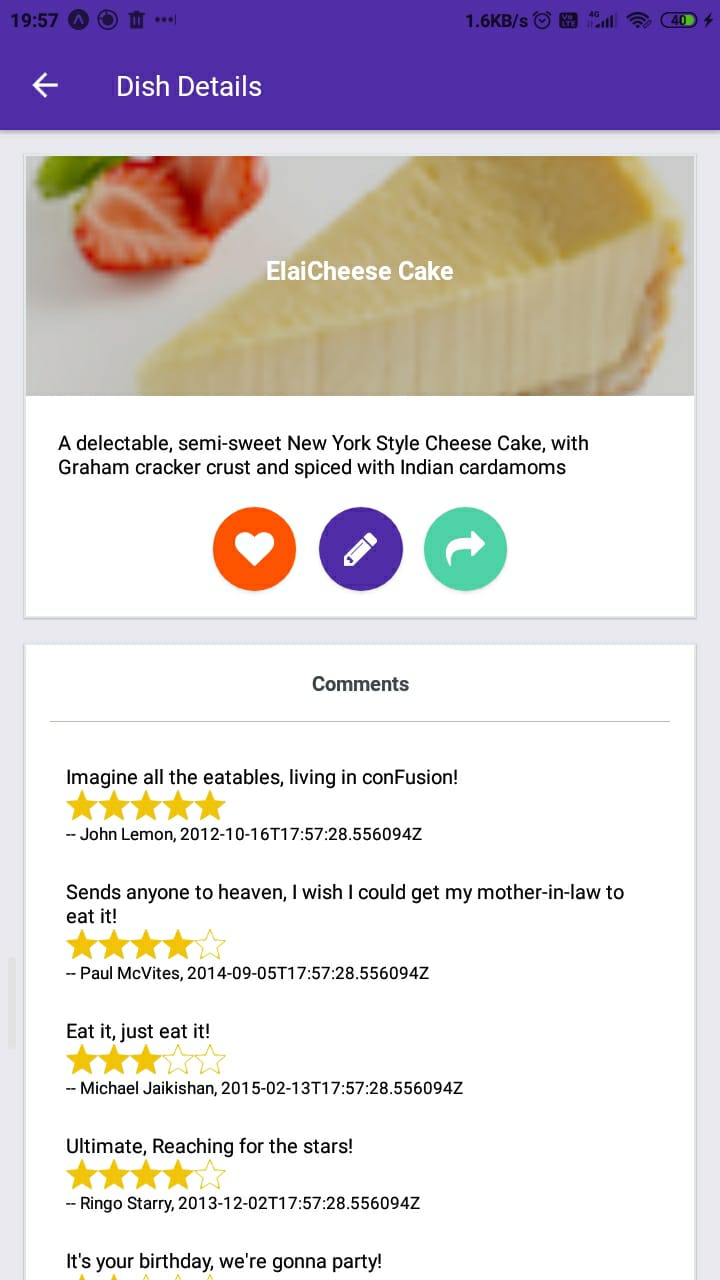 19:57
1.6KB/s
Vo
LTE
4G
40
Dish Details
ElaiCheese Cake
A delectable, semi-sweet New York Style Cheese Cake, with
Graham cracker crust and spiced with Indian cardamoms
Comments
Imagine all the eatables, living in conFusion!
-- John Lemon, 2012-10-16T17:57:28.556094Z
Sends anyone to heaven, I wish I could get my mother-in-law to
eat it!
-- Paul McVites, 2014-09-05T17:57:28.556094Z
Eat it, just eat it!
-- Michael Jaikishan, 2015-02-13T17:57:28.556094Z
Ultimate, Reaching for the stars!
-- Ringo Starry, 2013-12-02T17:57:28.556094Z
It's your birthday, we're gonna party!